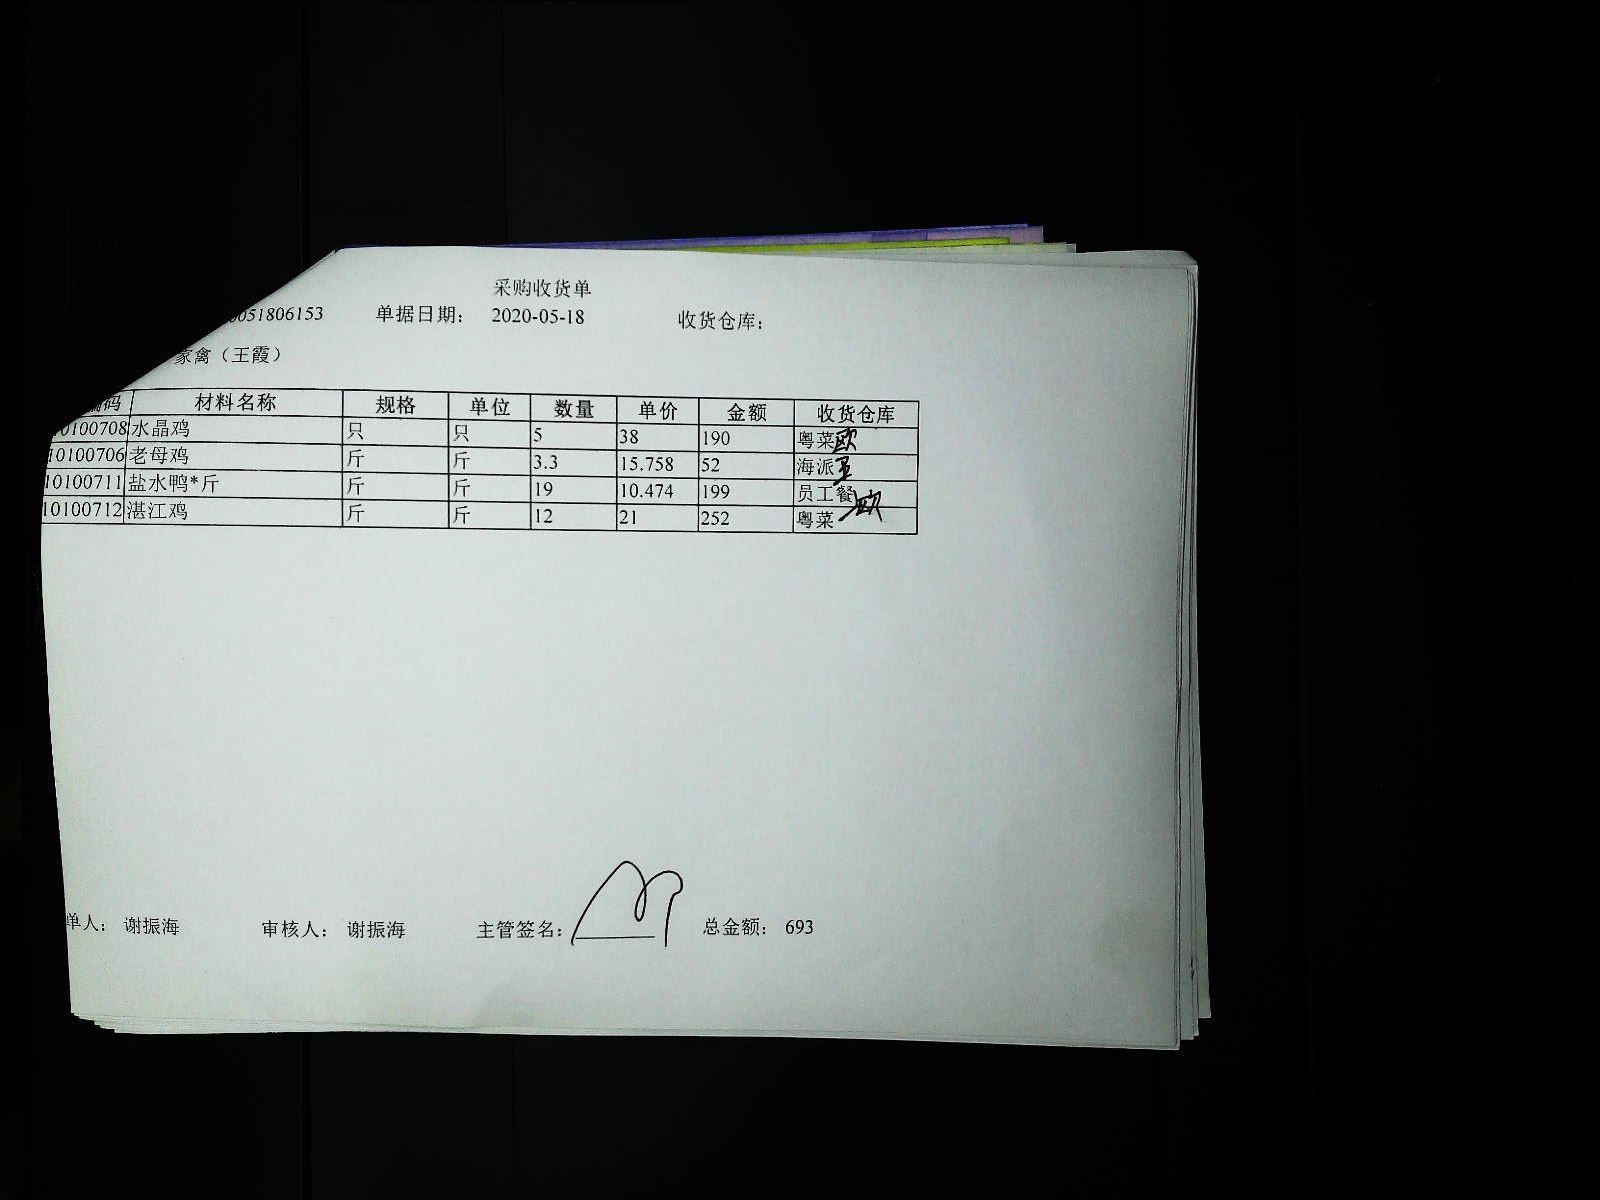 采购收货单
0051806153 单据日期： 2020-05-18 收货仓库：
家禽（王霞）
编码 材料名称 规格 单位 数量 单价 金额 收货仓库
10100708 水晶鸡 只 只 5 38 190 粤菜欧
10100706 老母鸡 斤 斤 3.3 15.758 52 海派
10100711 盐水鸭*斤 斤 斤 19 10.474 199 员工餐
10100712 湛江鸡 斤 斤 12 21 252 粤菜欧
单人： 谢振海 审核人： 谢振海 主管签名： 总金额： 693